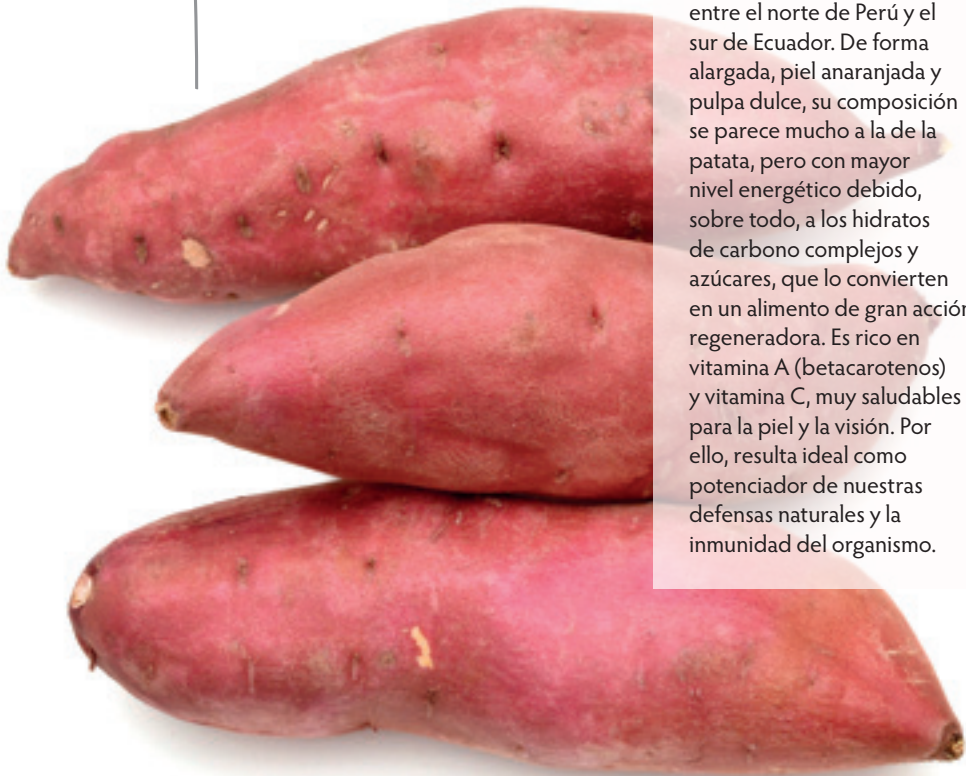 entre el norte de Perú y el
sur de Ecuador. De forma
alargada, piel anaranjada y
pulpa dulce, su composición
se parece mucho a la de la
patata, pero con mayor
nivel energético debido,
sobre todo, a los hidratos
de carbono complejos y
azúcares, que lo convierten
en un alimento de gran acción
regeneradora. Es rico en
vitamina A (betacarotenos)
y vitamina C, muy saludables
para la piel y la visión. Por
ello, resulta ideal como
potenciador de nuestras
defensas naturales y la
inmunidad del organismo.